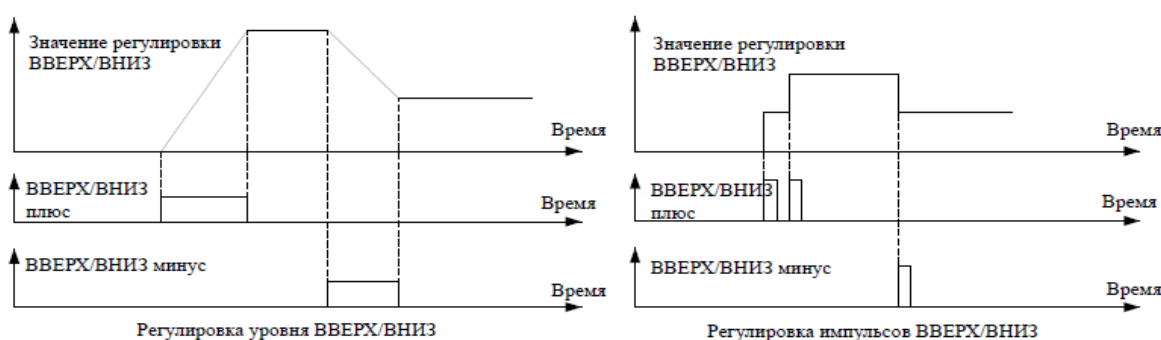 Значение регулировки
ВВЕРХ/ВНИЗ
Время
ВВЕРХ/ВНИЗ
плюс
Время
ВВЕРХ/ВНИЗ минус
Время
Регулировка уровня ВВЕРХ/ВНИЗ
Значение регулировки
ВВЕРХ/ВНИЗ
Время
ВВЕРХ/ВНИЗ
плюс
Время
ВВЕРХ/ВНИЗ минус
Время
Регулировка импульсов ВВЕРХ/ВНИЗ